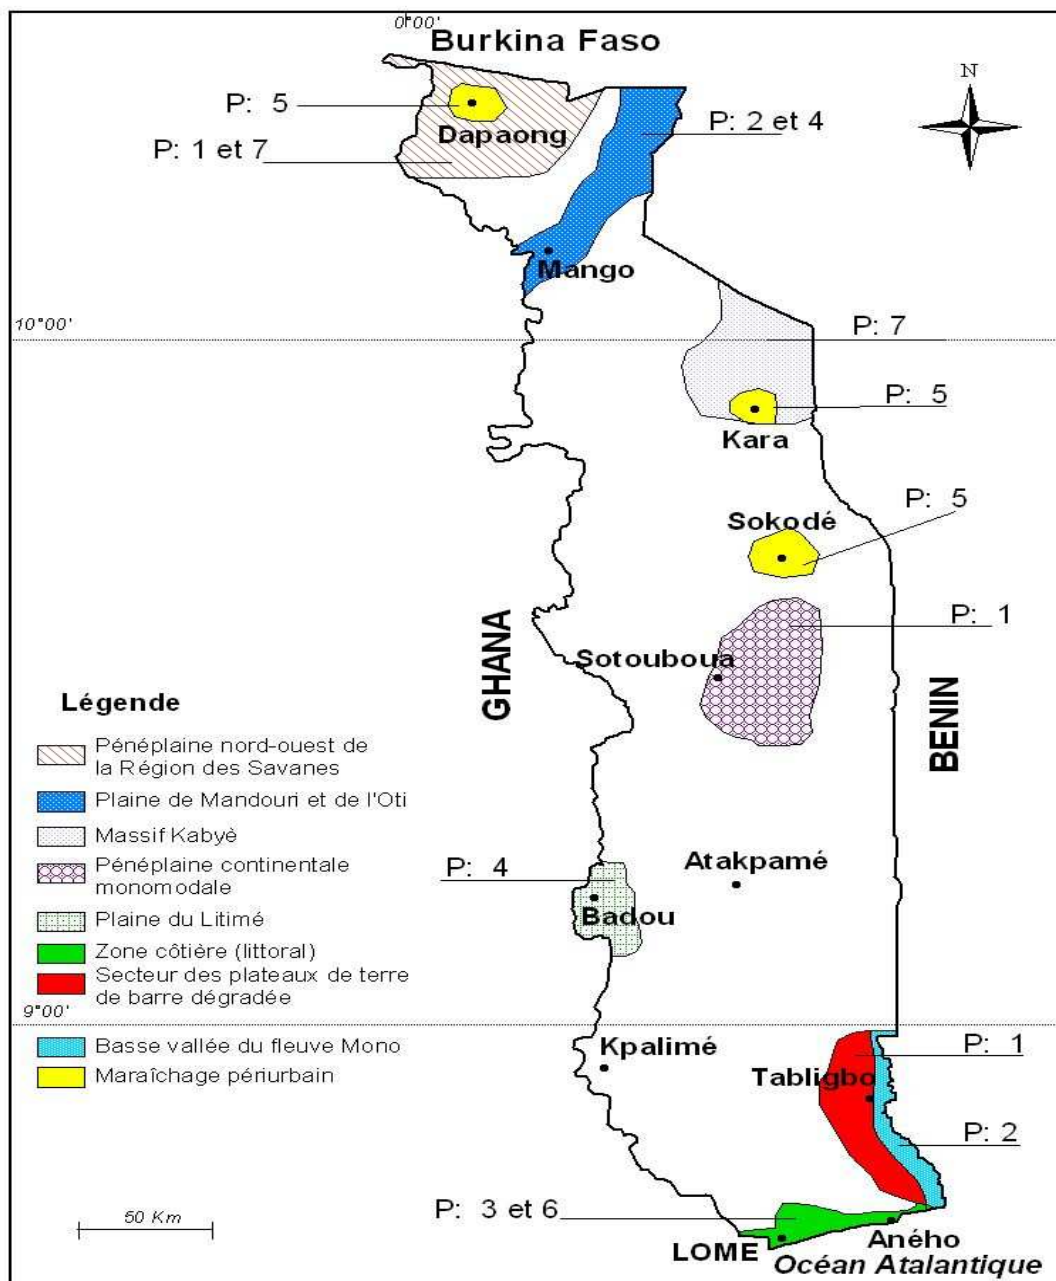 0°00'
Burkina Faso
N
P: 5
P: 2 et 4
Dapaong
P: 1 et 7
Mango
10°00'
P: 7
P: 5
Kara
P: 5
Sokodé
P: 1
GHANA
Sotouboua
BENIN
Légende
Pénéplaine nord-ouest de
la Région des Savanes
Plaine de Mandouri et de l'Oti
Massif Kabyè
Pénéplaine continentale
monomodale
Plaine du Litimé
Zone côtière (littoral)
Secteur des plateaux de terre
de barre dégradée
Atakpamé
P: 4
Badou
9°00'
Basse vallée du fleuve Mono
Maraîchage périurbain
Kpalimé
P: 1
Tabligbo
P: 2
P: 3 et 6
50 Km
LOME
Aného
Océan Atalantique